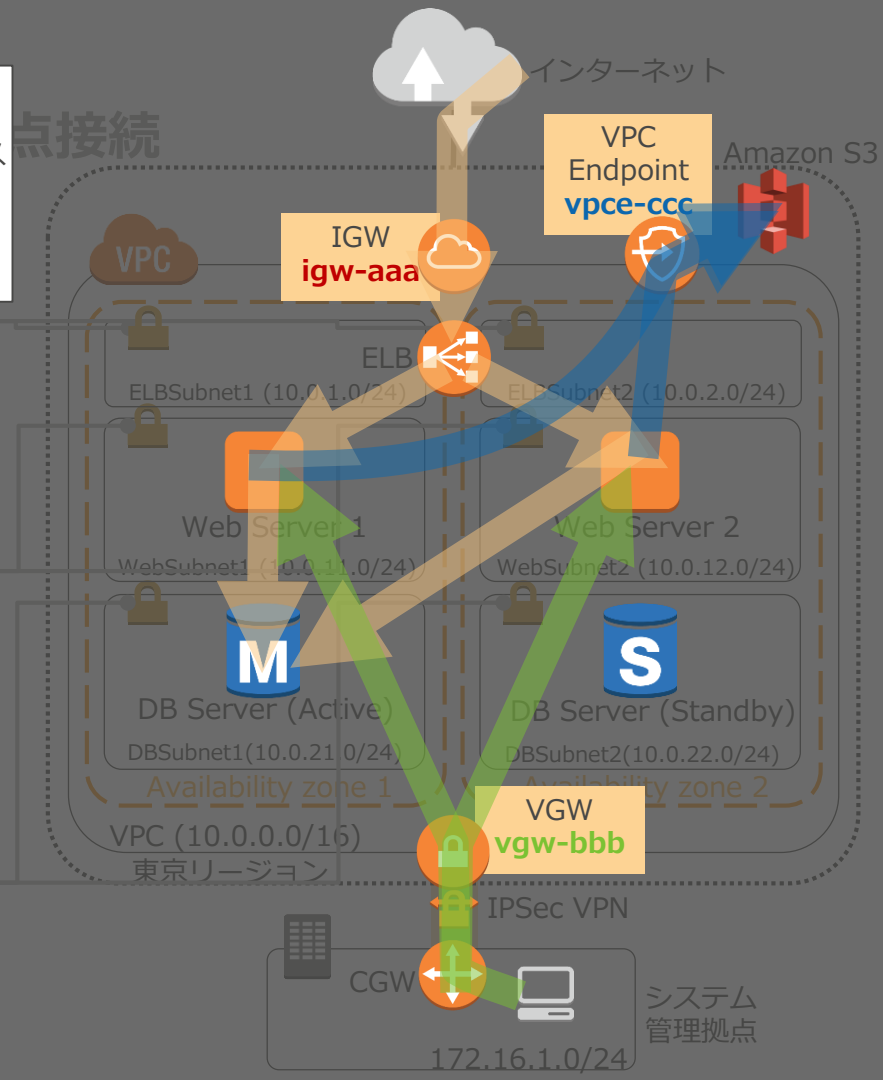 インターネット
点接続
VPC
Endpoint
vpce-ccc
Amazon S3
IGW
igw-aaa
VPC
ELB
ELBSubnet1 (10.0.1.0/24)
ELBSubnet2 (10.0.2.0/24)
Web Server 1
Web Server 2
WebSubnet1 (10.0.11.0/24)
WebSubnet2 (10.0.12.0/24)
M
S
DB Server (Active)
DB Server (Standby)
DBSubnet1(10.0.21.0/24)
DBSubnet2(10.0.22.0/24)
Availability zone 1
Availability zone 2
VGW
vgw-bbb
VPC (10.0.0.0/16)
東京リージョン
IPSec VPN
CGW
システム
管理拠点
172.16.1.0/24